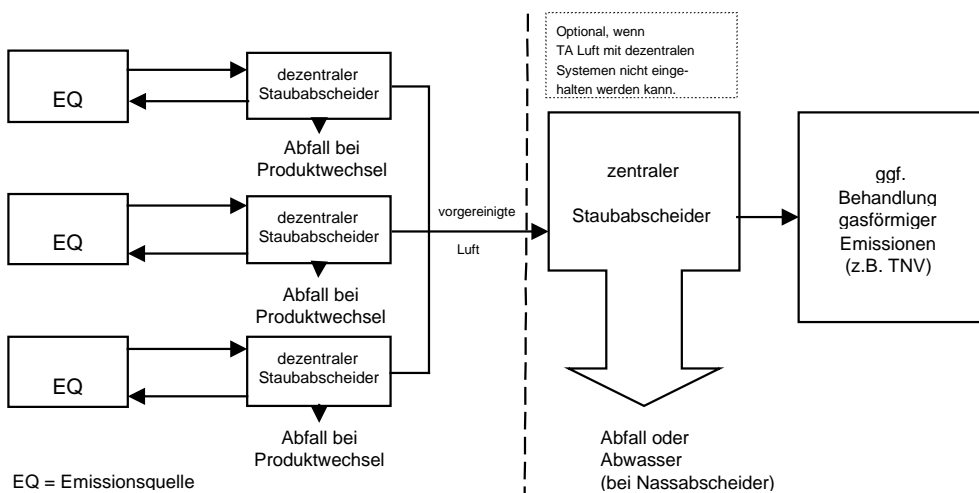 EQ
dezentraler
Staubabscheider
Abfall bei
Produktwechsel
EQ
dezentraler
Staubabscheider
Abfall bei
Produktwechsel
EQ
dezentraler
Staubabscheider
Abfall bei
Produktwechsel
EQ = Emissionsquelle
vorgereinigte
Luft
Optional, wenn
TA Luft mit dezentralen
Systemen nicht einge-
halten werden kann.
zentraler
Staubabscheider
Abfall oder
Abwasser
(bei Nassabscheider)
ggf.
Behandlung
gasförmiger
Emissionen
(z.B. TNV)